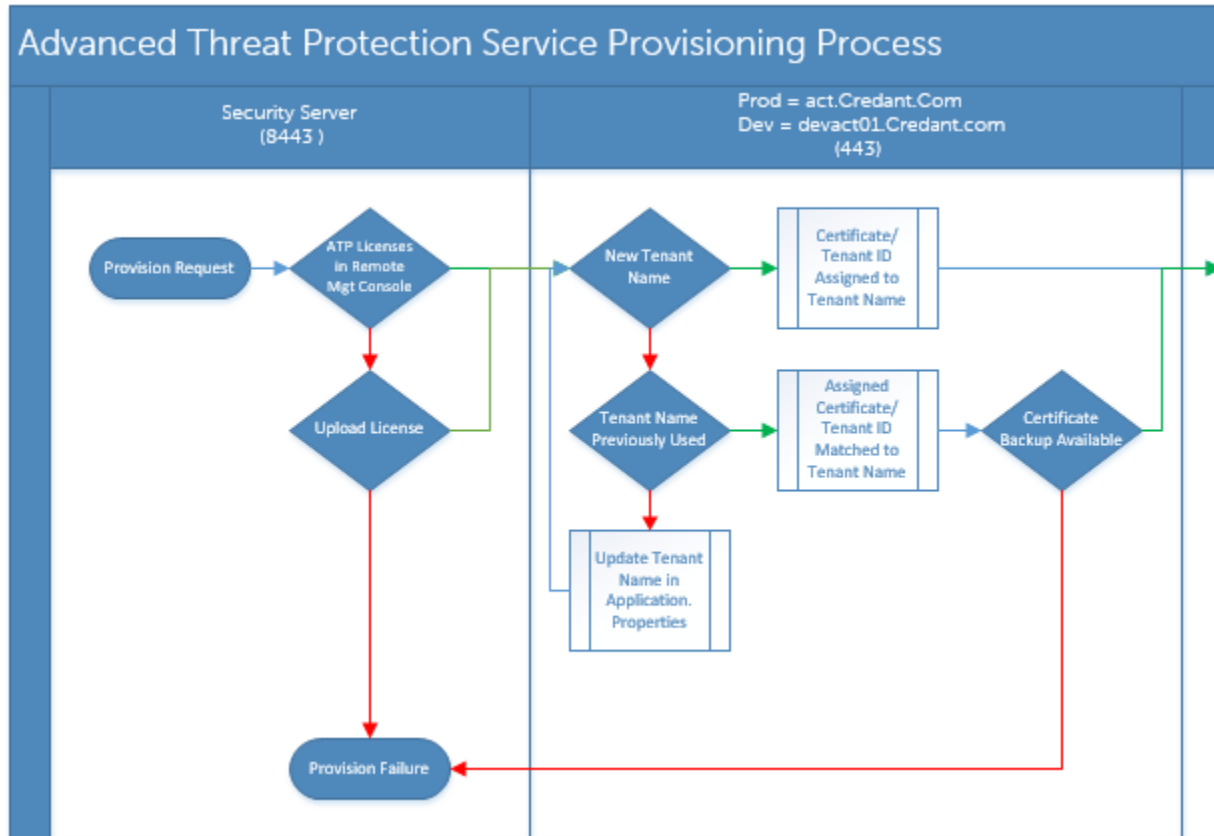 Advanced Threat Protection Service Provisioning Process
Security Server
(8443 )
Prod = act.Credant.Com
Dev = devact01.Credant.com
(443)
Provision Request
ATP Licenses
in Remote
Mgt Console
New Tenant
Name
Certificate/
Tenant ID
Assigned to
Tenant Name
Upload License
Tenant Name
Previously Used
Assigned
Certificate/
Tenant ID
Matched to
Tenant Name
Certificate
Backup Available
Update Tenant
Name in
Application.
Properties
Provision Failure